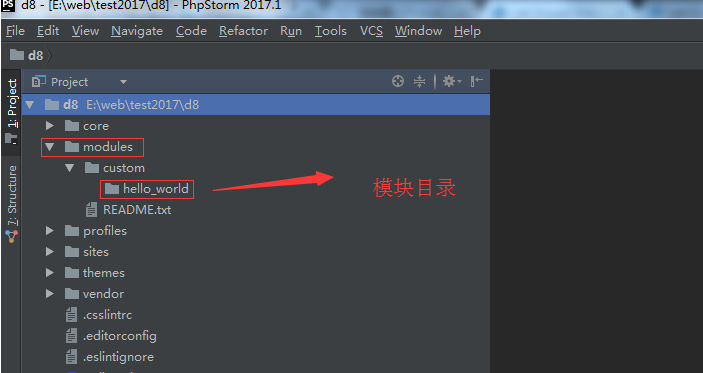 PS d8 - [E:\web\test2017\d8] - PhpStorm 2017.1
File Edit View Navigate Code Refactor Run Tools VCS Window Help
d8
1: Project
Project
d8 E:\web\test2017\d8
core
modules
custom
hello_world
模块目录
README.txt
7: Structure
profiles
sites
themes
vendor
.csslintrc
.editorconfig
.eslintignore